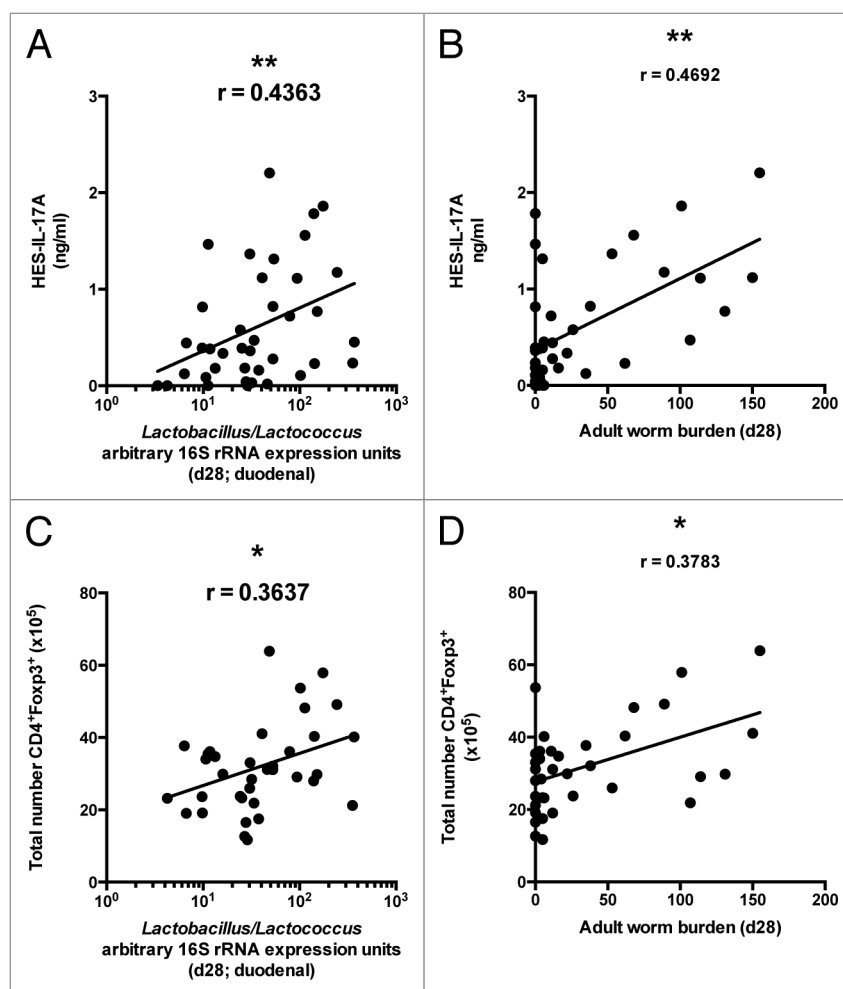 A
**
r = 0.4363
3
2
1
0
HES-IL-17A
(ng/ml)
10⁰
10¹
10²
10³
Lactobacillus/Lactococcus
arbitrary 16S rRNA expression units
(d28; duodenal)
B
**
r = 0.4692
3
2
1
0
HES-IL-17A
ng/ml
0
50
100
150
200
Adult worm burden (d28)
C
*
r = 0.3637
80
60
40
20
0
Total number CD4⁺Foxp3⁺ (x10⁵)
10⁰
10¹
10²
10³
Lactobacillus/Lactococcus
arbitrary 16S rRNA expression units
(d28; duodenal)
D
*
r = 0.3783
80
60
40
20
0
Total number CD4⁺Foxp3⁺
(x10⁵)
0
50
100
150
200
Adult worm burden (d28)